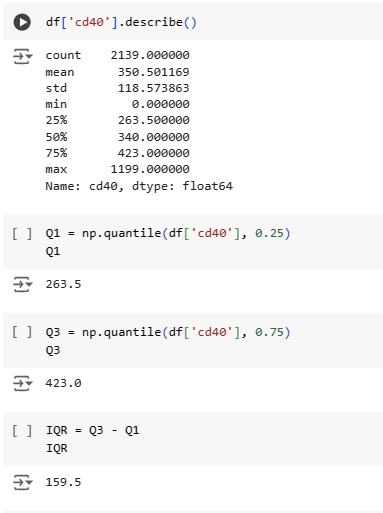 df['cd40'].describe()
count    2139.000000
mean      350.501169
std       118.573863
min         0.000000
25%       263.500000
50%       340.000000
75%       423.000000
max      1199.000000
Name: cd40, dtype: float64
[ ] Q1 = np.quantile(df['cd40'], 0.25)
Q1
263.5
[ ] Q3 = np.quantile(df['cd40'], 0.75)
Q3
423.0
[ ] IQR = Q3 - Q1
IQR
159.5